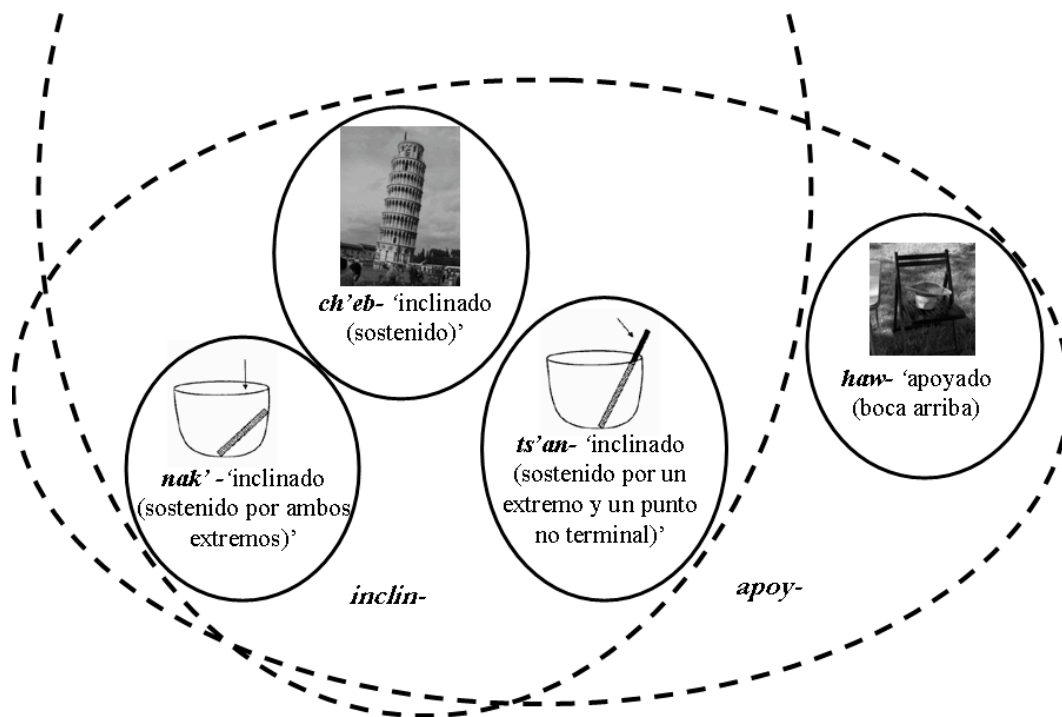 ch’eb- ‘inclinado
(sostenido)’
nak’ - ‘inclinado
(sostenido por ambos
extremos)’
ts’an- ‘inclinado
(sostenido por un
extremo y un punto
no terminal)’
haw- ‘apoyado
(boca arriba)
inclin-
apoy-